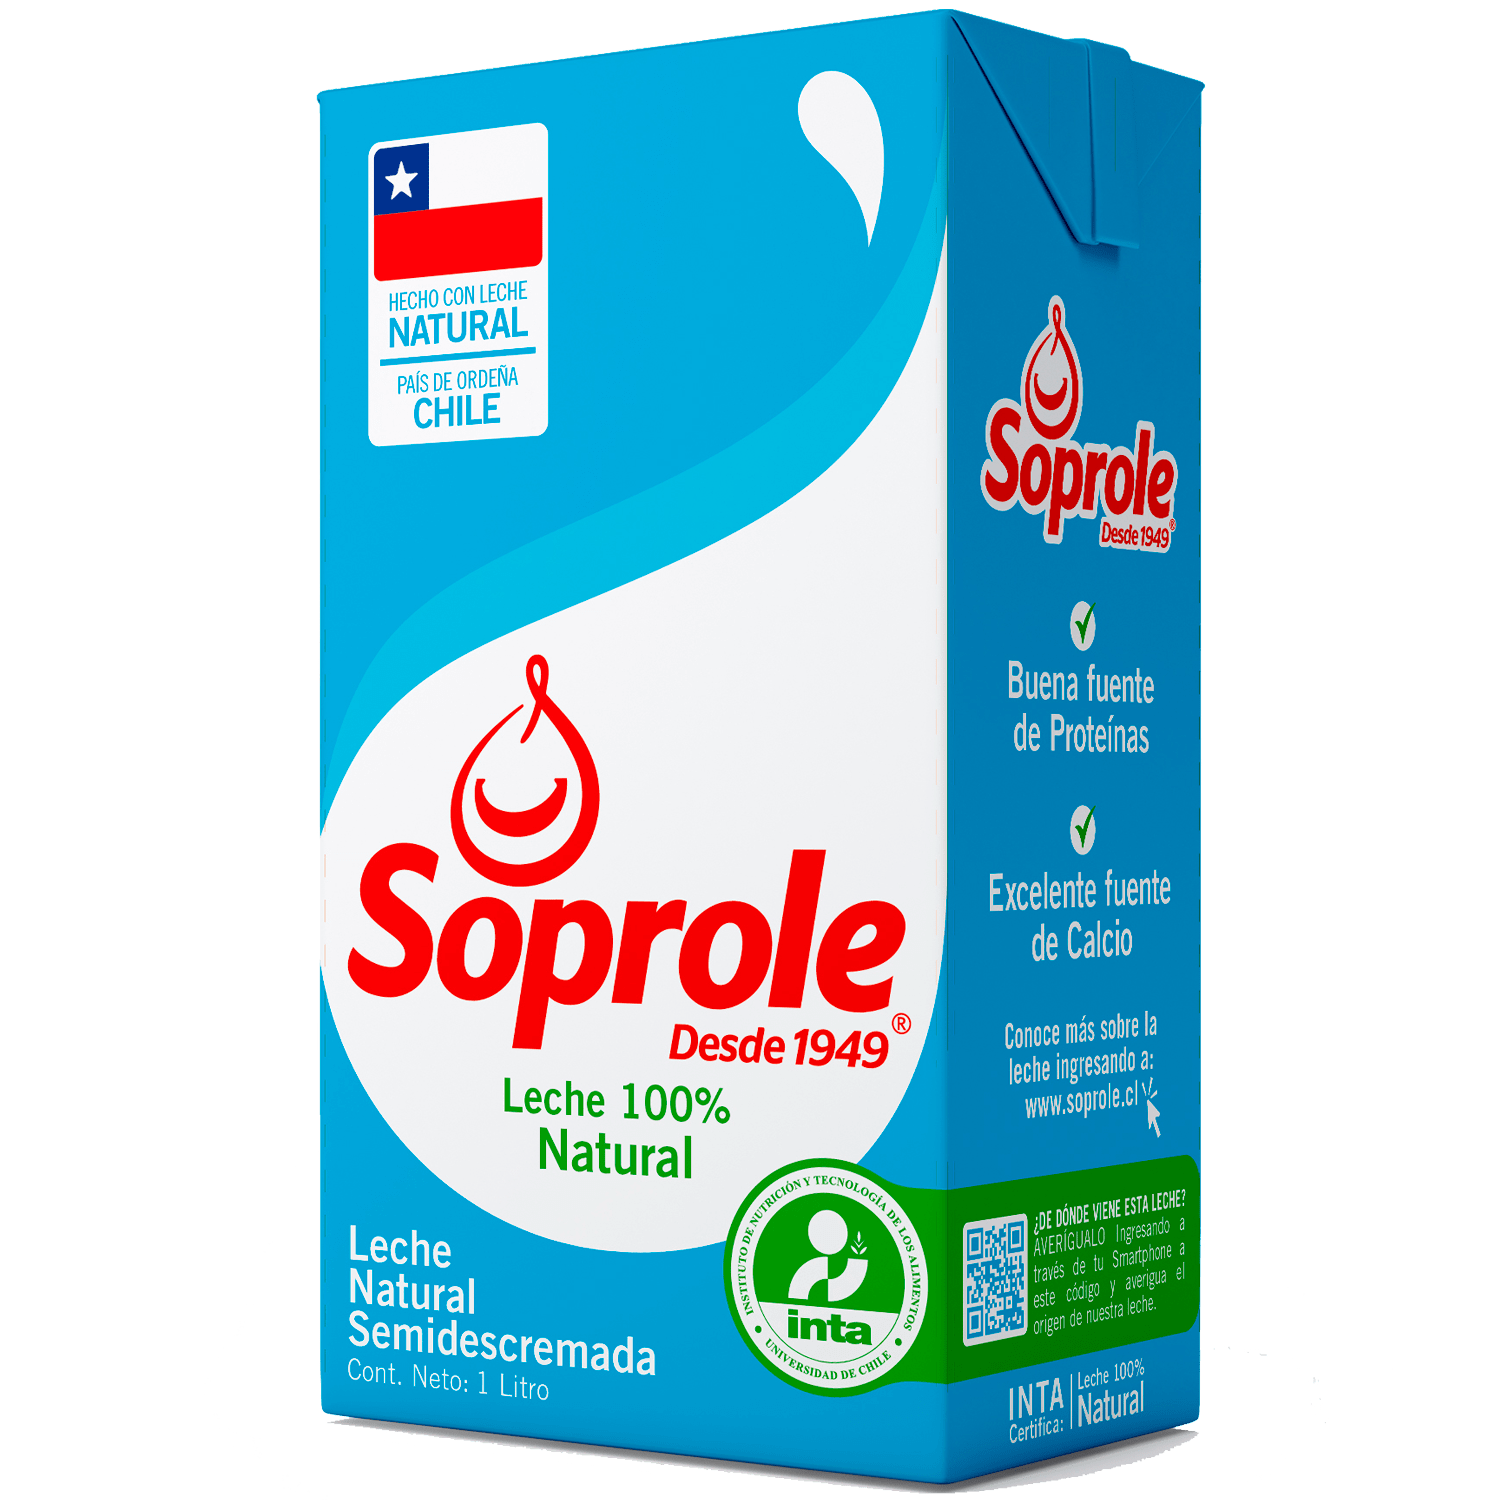 HECHO CON LECHE
NATURAL
PAÍS DE ORDEÑA
CHILE
Soprole
Desde 1949®
Leche 100%
Natural
Leche
Natural
Semidescremada
Cont. Neto: 1 Litro
INSTITUTO DE NUTRICIÓN Y TECNOLOGÍA DE LOS ALIMENTOS
inta
• UNIVERSIDAD DE CHILE •
Soprole
Desde 1949®
Buena fuente
de Proteínas
Excelente fuente
de Calcio
Conoce más sobre la
leche ingresando a:
www.soprole.cl
¿DE DÓNDE VIENE ESTA LECHE?
AVERÍGUALO Ingresando a
través de tu Smartphone a
este código y averigua el
origen de nuestra leche.
INTA
Certifica:
Leche 100%
Natural